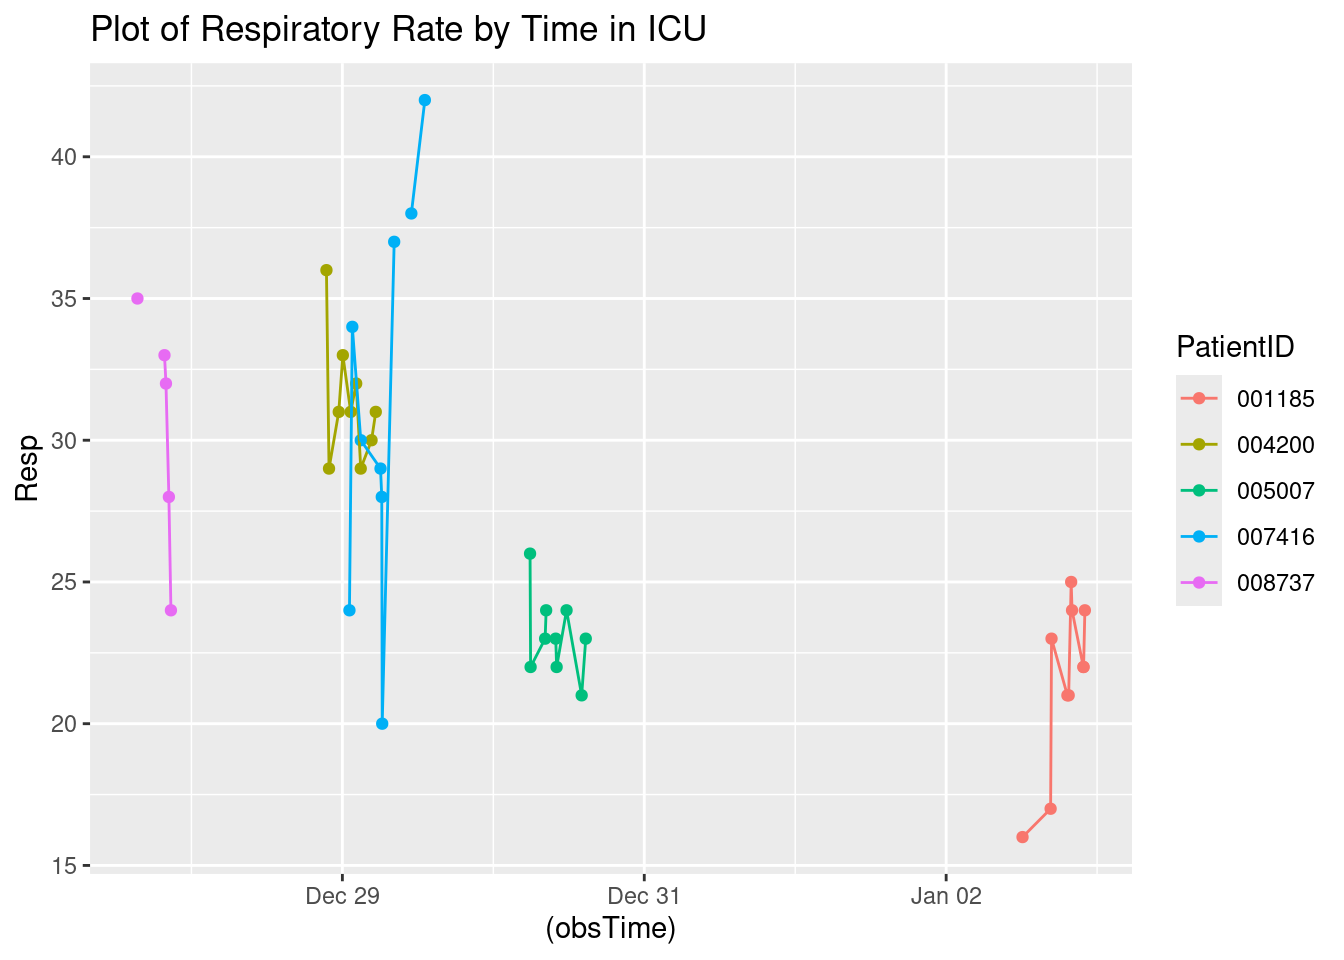 Plot of Respiratory Rate by Time in ICU
40
35
30
25
20
15
Resp
Dec 29
Dec 31
Jan 02
(obsTime)
PatientID
001185
004200
005007
007416
008737